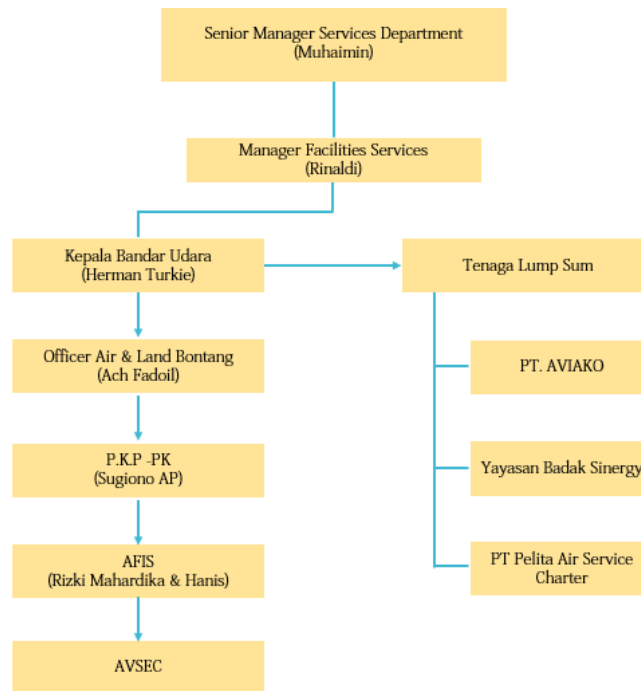 Senior Manager Services Department
(Muhaimin)
Manager Facilities Services
(Rinaldi)
Kepala Bandar Udara
(Herman Turkie)
Tenaga Lump Sum
Officer Air & Land Bontang
(Ach Fadoil)
PT. AVIAKO
P.K.P -PK
(Sugiono AP)
Yayasan Badak Sinergy
AFIS
(Rizki Mahardika & Hanis)
PT Pelita Air Service
Charter
AVSEC